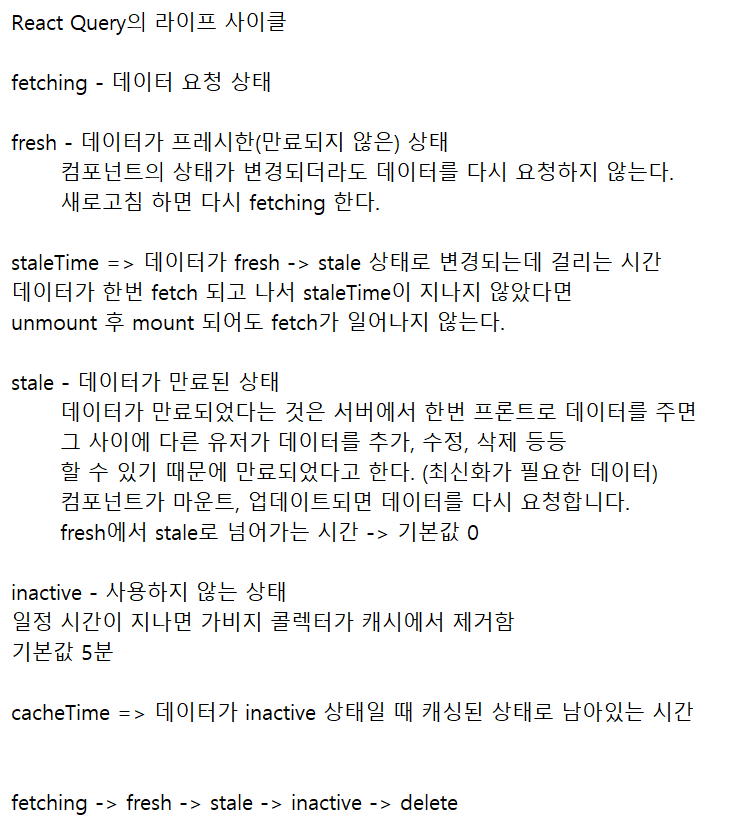 React Query의 라이프 사이클
fetching - 데이터 요청 상태
fresh - 데이터가 프레시한(만료되지 않은) 상태
컴포넌트의 상태가 변경되더라도 데이터를 다시 요청하지 않는다.
새로고침 하면 다시 fetching 한다.
staleTime => 데이터가 fresh -> stale 상태로 변경되는데 걸리는 시간
데이터가 한번 fetch 되고 나서 staleTime이 지나지 않았다면
unmount 후 mount 되어도 fetch가 일어나지 않는다.
stale - 데이터가 만료된 상태
데이터가 만료되었다는 것은 서버에서 한번 프론트로 데이터를 주면
그 사이에 다른 유저가 데이터를 추가, 수정, 삭제 등등
할 수 있기 때문에 만료되었다고 한다. (최신화가 필요한 데이터)
컴포넌트가 마운트, 업데이트되면 데이터를 다시 요청합니다.
fresh에서 stale로 넘어가는 시간 -> 기본값 0
inactive - 사용하지 않는 상태
일정 시간이 지나면 가비지 콜렉터가 캐시에서 제거함
기본값 5분
cacheTime => 데이터가 inactive 상태일 때 캐싱된 상태로 남아있는 시간
fetching -> fresh -> stale -> inactive -> delete